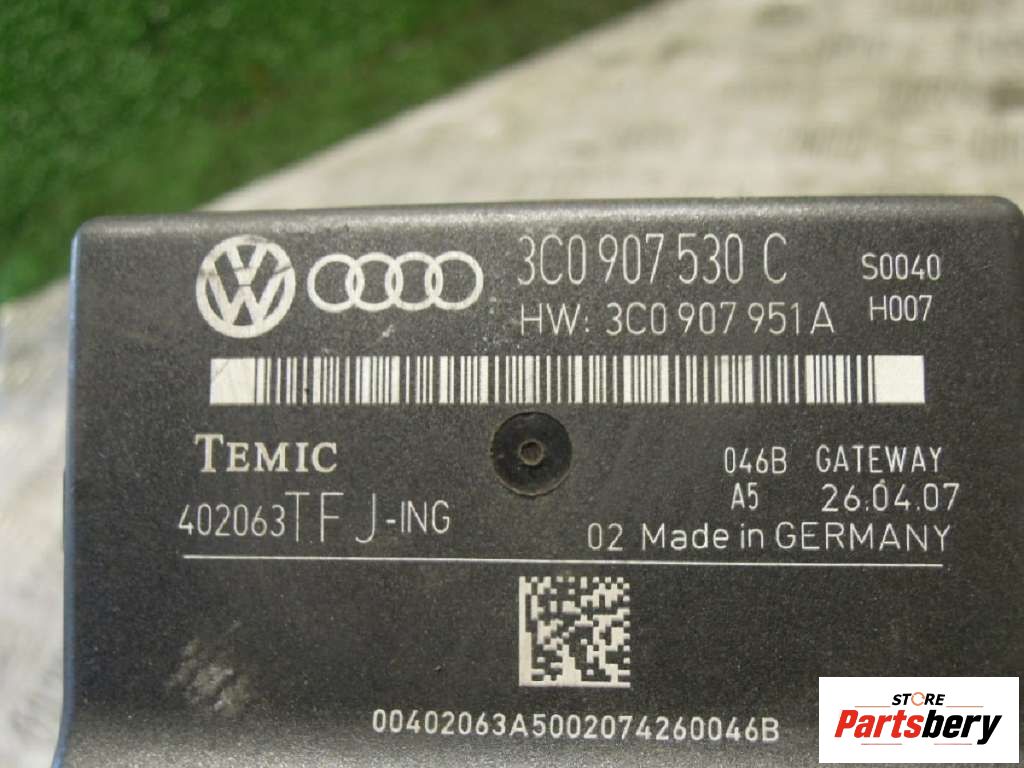 3C0 907 530 C S0040
HW: 3C0 907 951 A H007
TEMIC 046B GATEWAY
A5 26.04.07
402063TFJ-ING
02 Made in GERMANY
00402063A5002074260046B
STORE
Partsbery